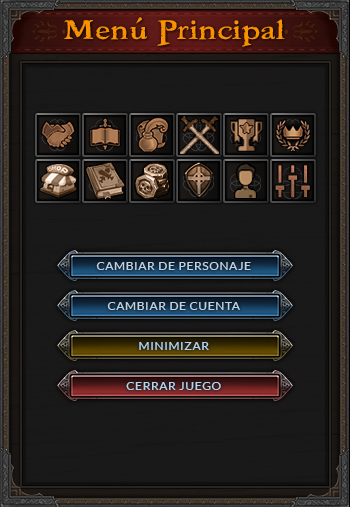 Menú Principal
CAMBIAR DE PERSONAJE
CAMBIAR DE CUENTA
MINIMIZAR
CERRAR JUEGO